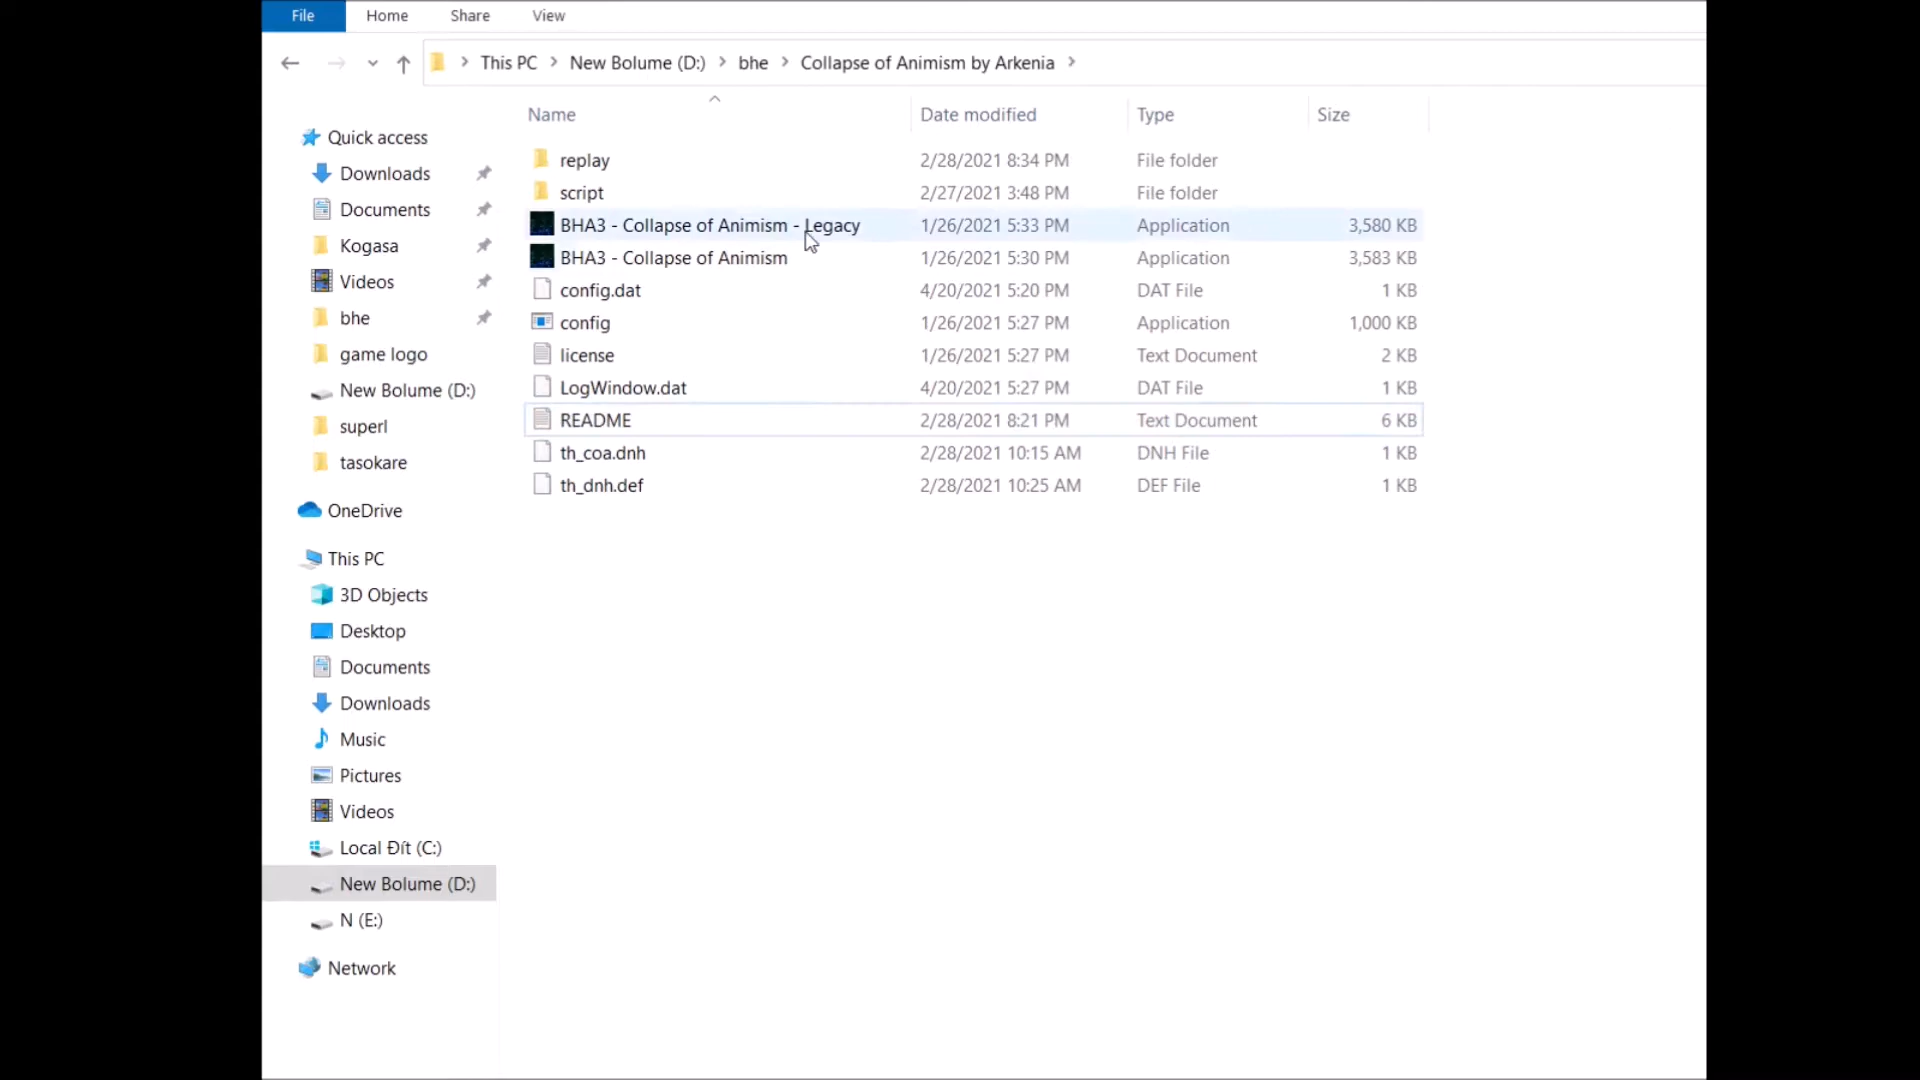 File Home Share View
This PC New Bolume (D:) bhe Collapse of Animism by Arkenia
Name Date modified Type Size
Quick access
Downloads
Documents
Kogasa
Videos
bhe
game logo
New Bolume (D:)
superl
tasokare
OneDrive
This PC
3D Objects
Desktop
Documents
Downloads
Music
Pictures
Videos
Local Đít (C:)
New Bolume (D:)
N (E:)
Network
replay 2/28/2021 8:34 PM File folder
script 2/27/2021 3:48 PM File folder
BHA3 - Collapse of Animism - Legacy 1/26/2021 5:33 PM Application 3,580 KB
BHA3 - Collapse of Animism 1/26/2021 5:30 PM Application 3,583 KB
config.dat 4/20/2021 5:20 PM DAT File 1 KB
config 1/26/2021 5:27 PM Application 1,000 KB
license 1/26/2021 5:27 PM Text Document 2 KB
LogWindow.dat 4/20/2021 5:27 PM DAT File 1 KB
README 2/28/2021 8:21 PM Text Document 6 KB
th_coa.dnh 2/28/2021 10:15 AM DNH File 1 KB
th_dnh.def 2/28/2021 10:25 AM DEF File 1 KB